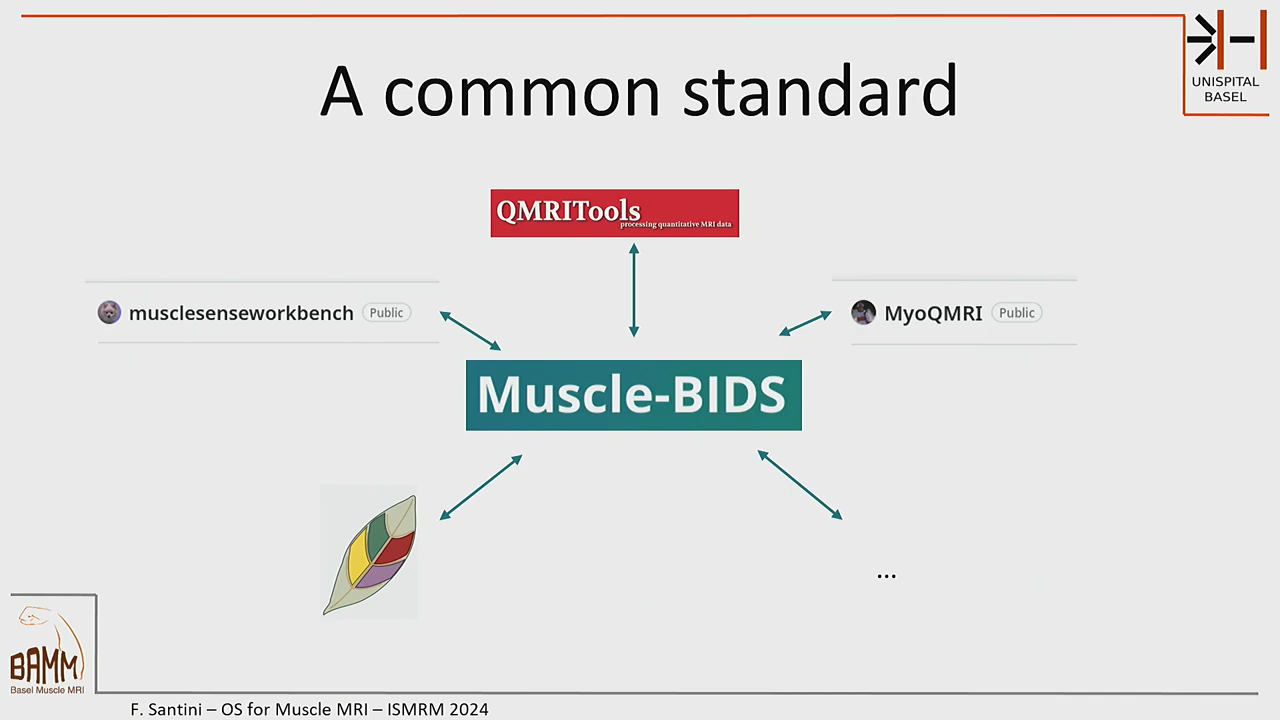 A common standard
UNISPITAL
BASEL
QMRITools
processing quantitative MRI data
musclesenseworkbench Public
MyoQMRI Public
Muscle-BIDS
...
BAMM
Basel Muscle MRI
F. Santini – OS for Muscle MRI – ISMRM 2024